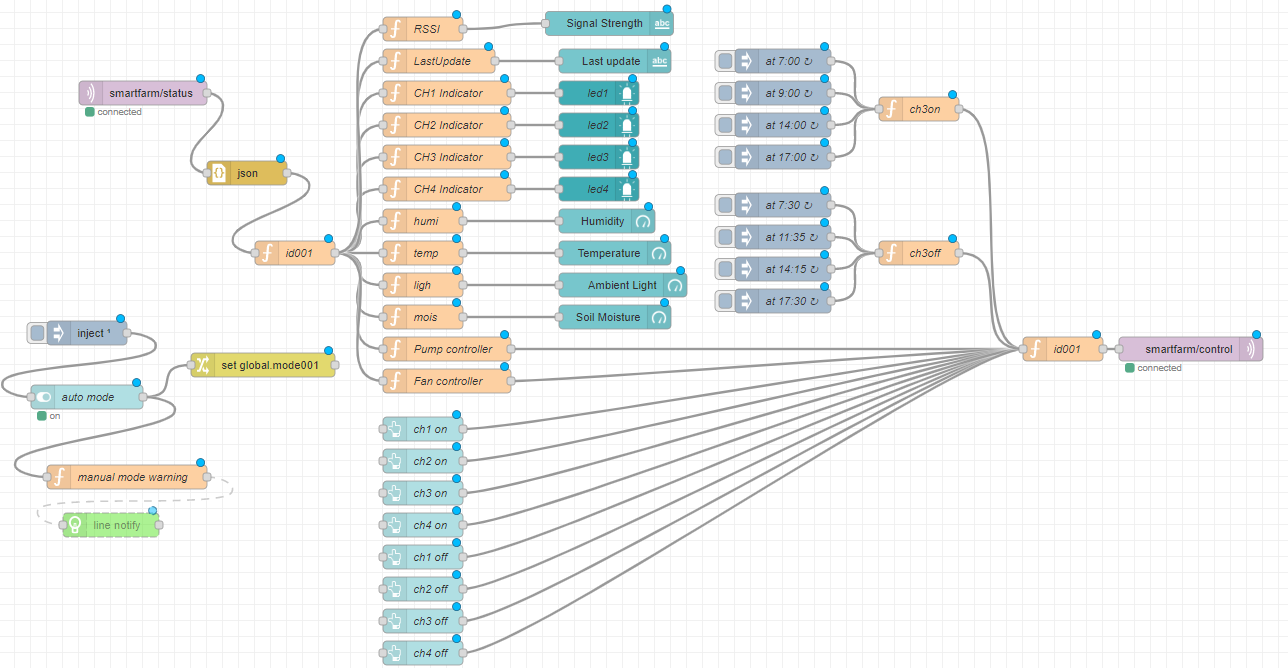 smartfarm/status
connected
json
id001
RSSI
LastUpdate
CH1 Indicator
CH2 Indicator
CH3 Indicator
CH4 Indicator
humi
temp
ligh
mois
Pump controller
Fan controller
Signal Strength abc
Last update abc
led1
led2
led3
led4
Humidity
Temperature
Ambient Light
Soil Moisture
at 7:00 ↻
at 9:00 ↻
at 14:00 ↻
at 17:00 ↻
ch3on
at 7:30 ↻
at 11:35 ↻
at 14:15 ↻
at 17:30 ↻
ch3off
inject ¹
set global.mode001
auto mode
on
manual mode warning
line notify
ch1 on
ch2 on
ch3 on
ch4 on
ch1 off
ch2 off
ch3 off
ch4 off
id001
smartfarm/control
connected